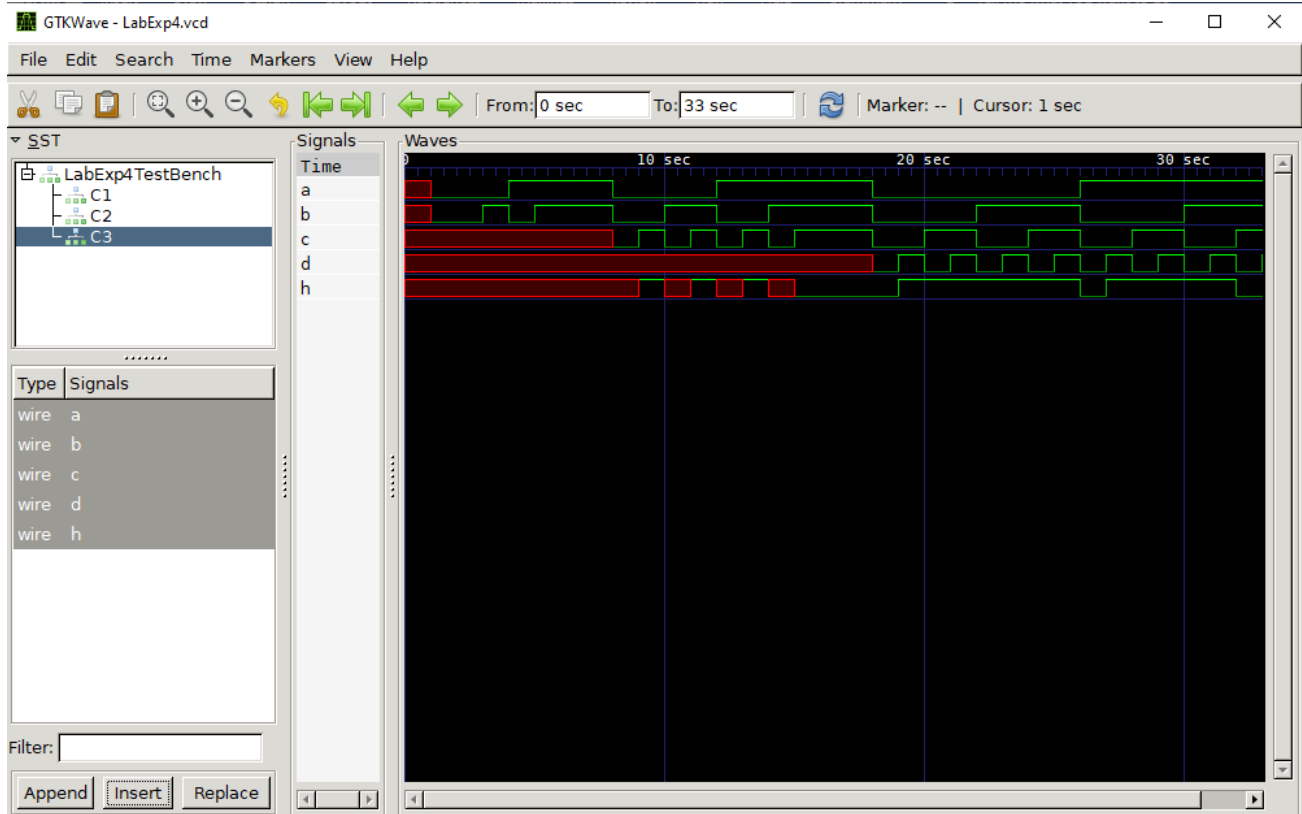 GTKWave - LabExp4.vcd
File Edit Search Time Markers View Help
From: 0 sec To: 33 sec Marker: -- | Cursor: 1 sec
SST
LabExp4TestBench
C1
C2
C3
Type Signals
wire a
wire b
wire c
wire d
wire h
Filter:
Append Insert Replace
Signals
Time
a
b
c
d
h
Waves
0 10 sec 20 sec 30 sec